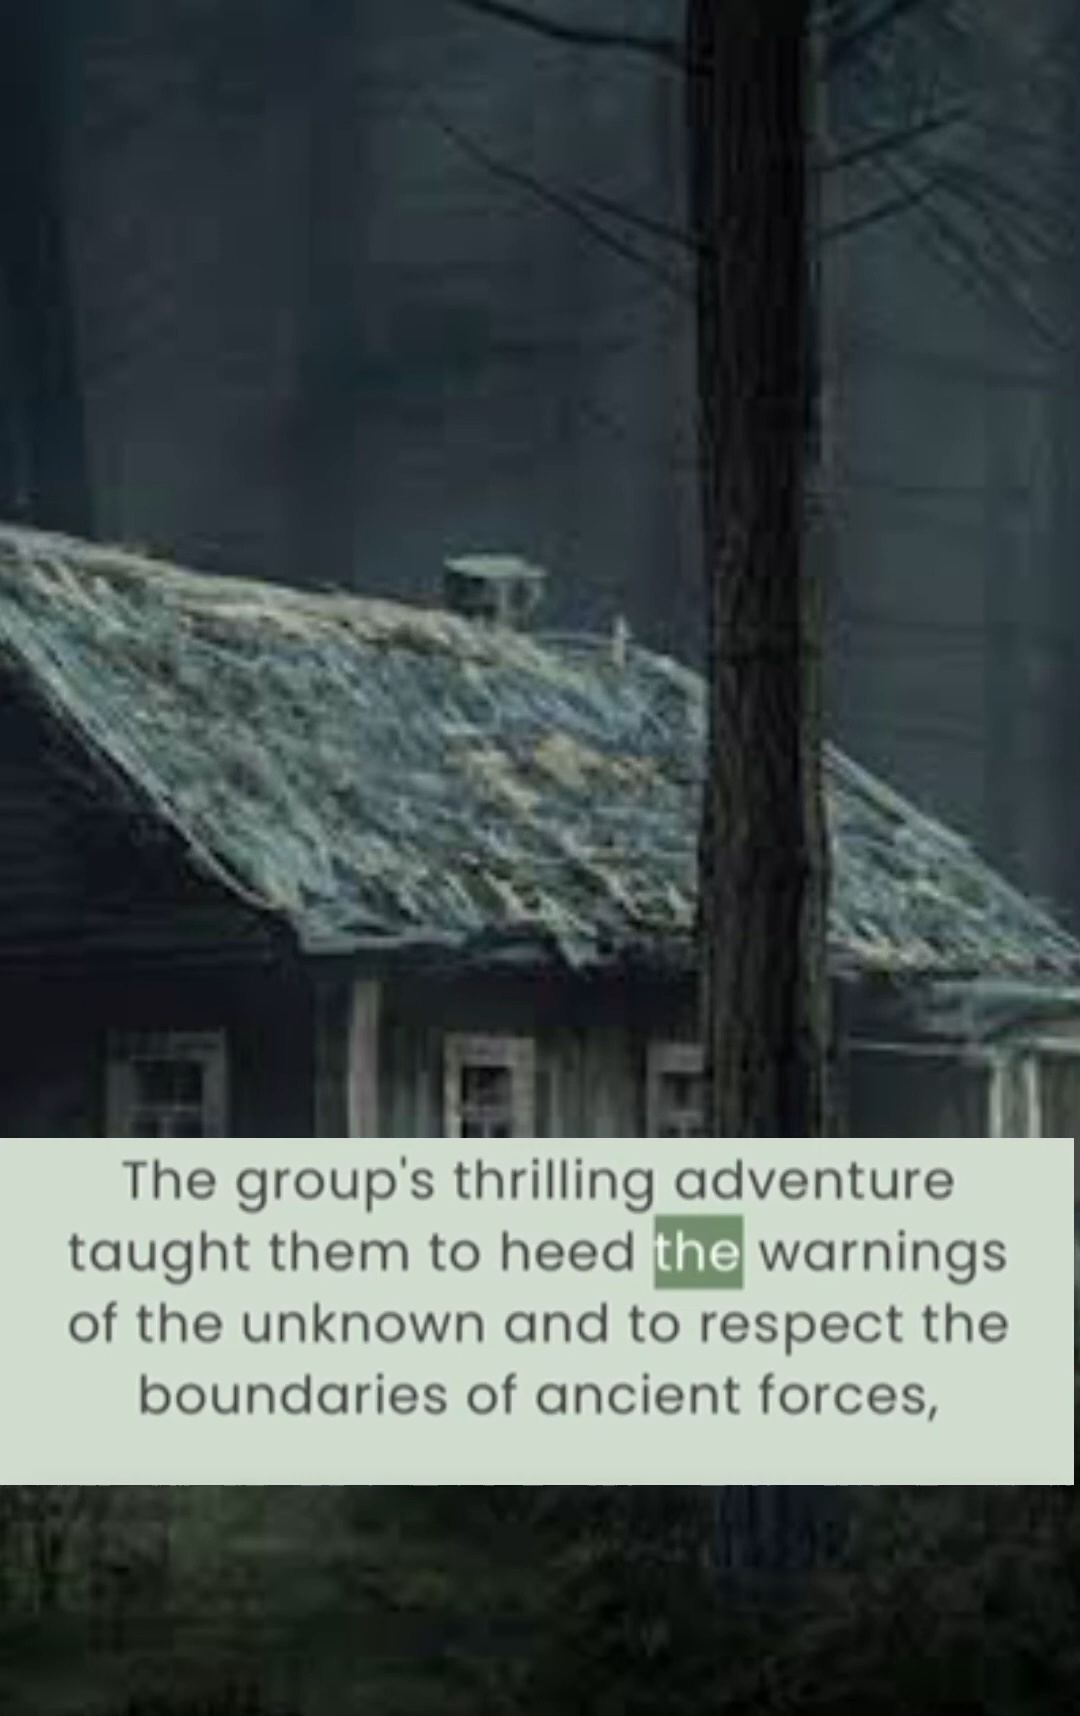 The group's thrilling adventure
taught them to heed the warnings
of the unknown and to respect the
boundaries of ancient forces,